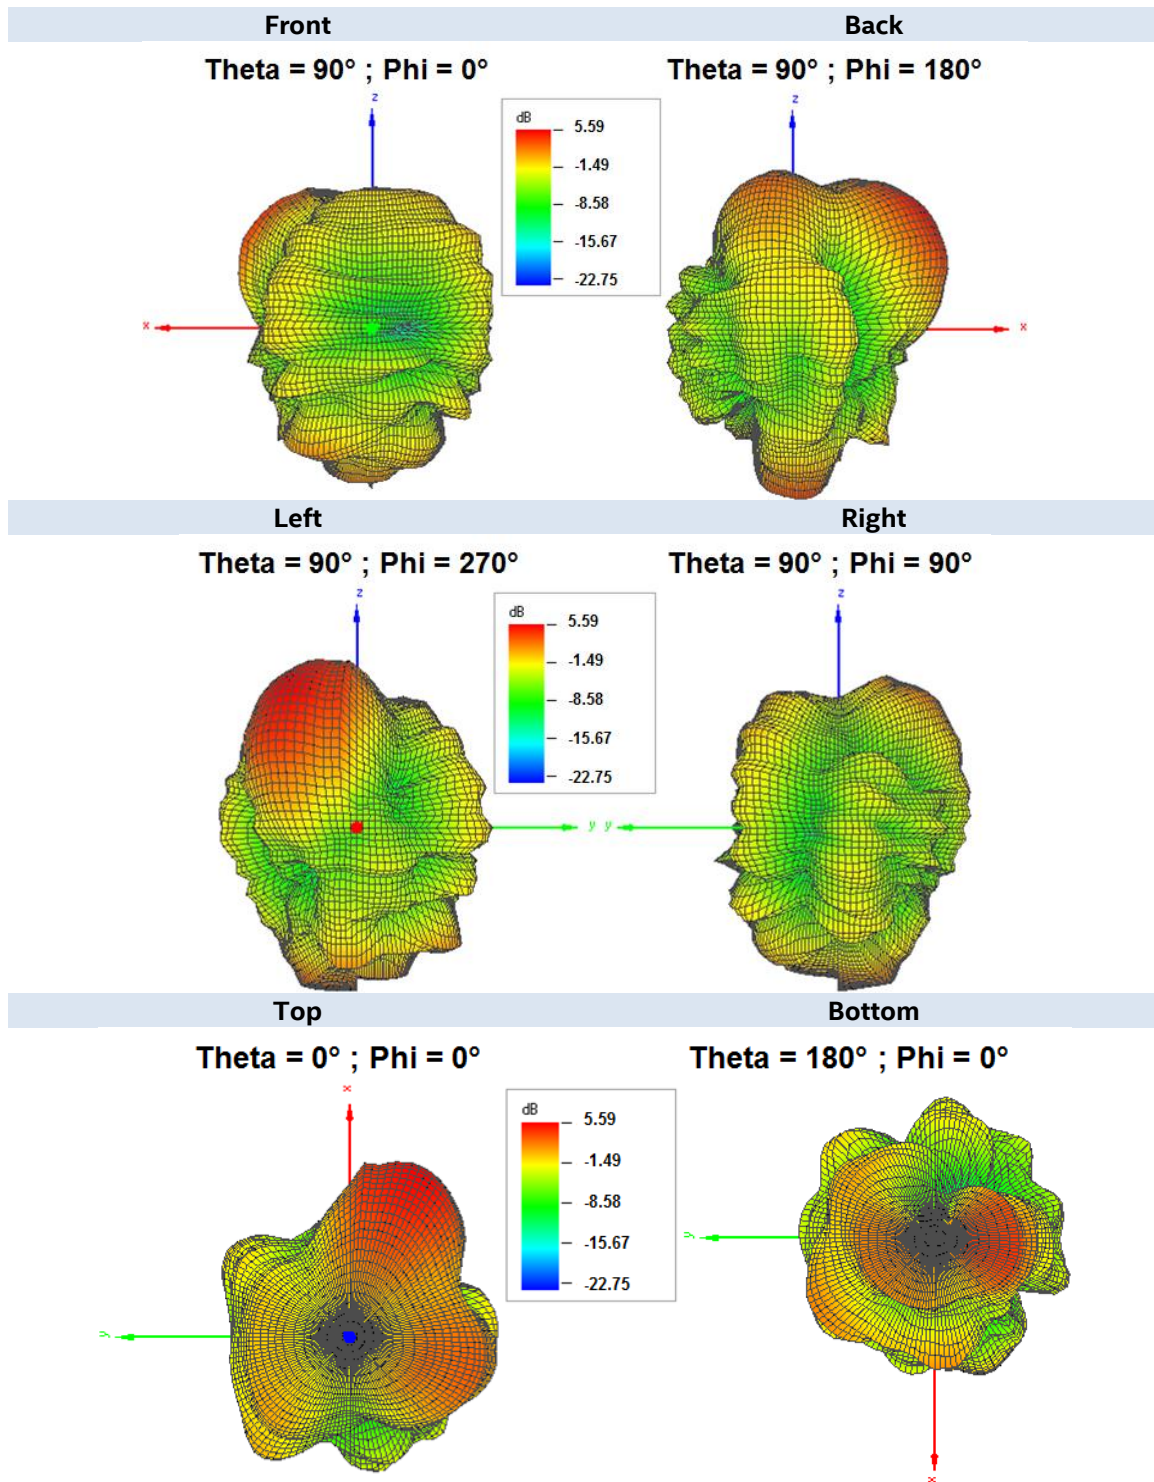 Front Back
Theta = 90° ; Phi = 0° Theta = 90° ; Phi = 180°
z z
dB
5.59
-1.49
-8.58
-15.67
-22.75
x x
Left Right
Theta = 90° ; Phi = 270° Theta = 90° ; Phi = 90°
z z
dB
5.59
-1.49
-8.58
-15.67
-22.75
y y
Top Bottom
Theta = 0° ; Phi = 0° Theta = 180° ; Phi = 0°
x
dB
5.59
-1.49
-8.58
-15.67
-22.75
y y
x